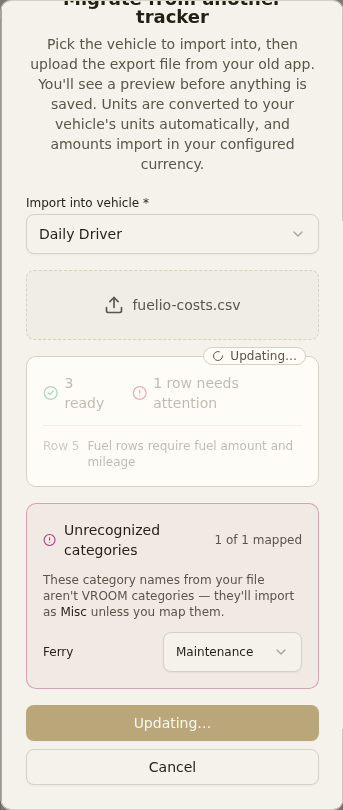 Migrate from another
tracker
Pick the vehicle to import into, then
upload the export file from your old app.
You'll see a preview before anything is
saved. Units are converted to your
vehicle's units automatically, and
amounts import in your configured
currency.
Import into vehicle *
Daily Driver
fuelio-costs.csv
Updating…
3
ready
1 row needs
attention
Row 5 Fuel rows require fuel amount and
mileage
Unrecognized
categories
1 of 1 mapped
These category names from your file
aren't VROOM categories — they'll import
as Misc unless you map them.
Ferry
Maintenance
Updating…
Cancel